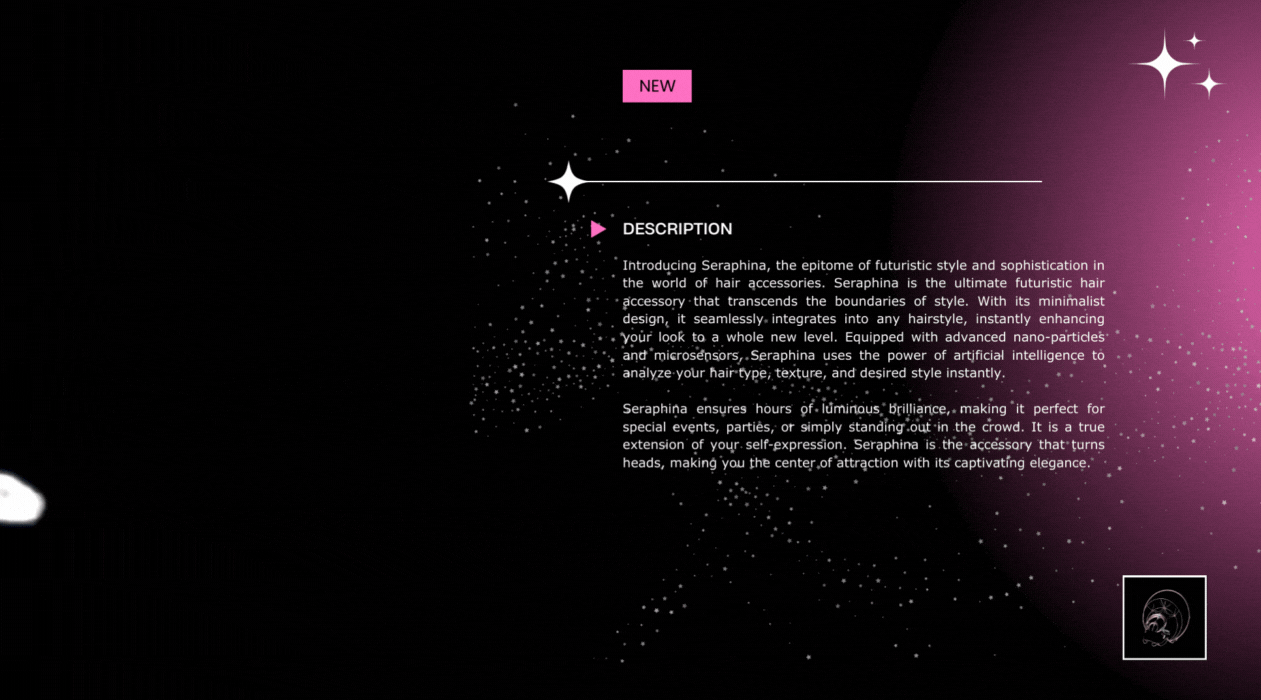 NEW
DESCRIPTION
Introducing Seraphina, the epitome of futuristic style and sophistication in
the world of hair accessories. Seraphina is the ultimate futuristic hair
accessory that transcends the boundaries of style. With its minimalist
design, it seamlessly integrates into any hairstyle, instantly enhancing
your look to a whole new level. Equipped with advanced nano-particles
and microsensors, Seraphina uses the power of artificial intelligence to
analyze your hair type, texture, and desired style instantly.
Seraphina ensures hours of luminous brilliance, making it perfect for
special events, parties, or simply standing out in the crowd. It is a true
extension of your self-expression. Seraphina is the accessory that turns
heads, making you the center of attraction with its captivating elegance.